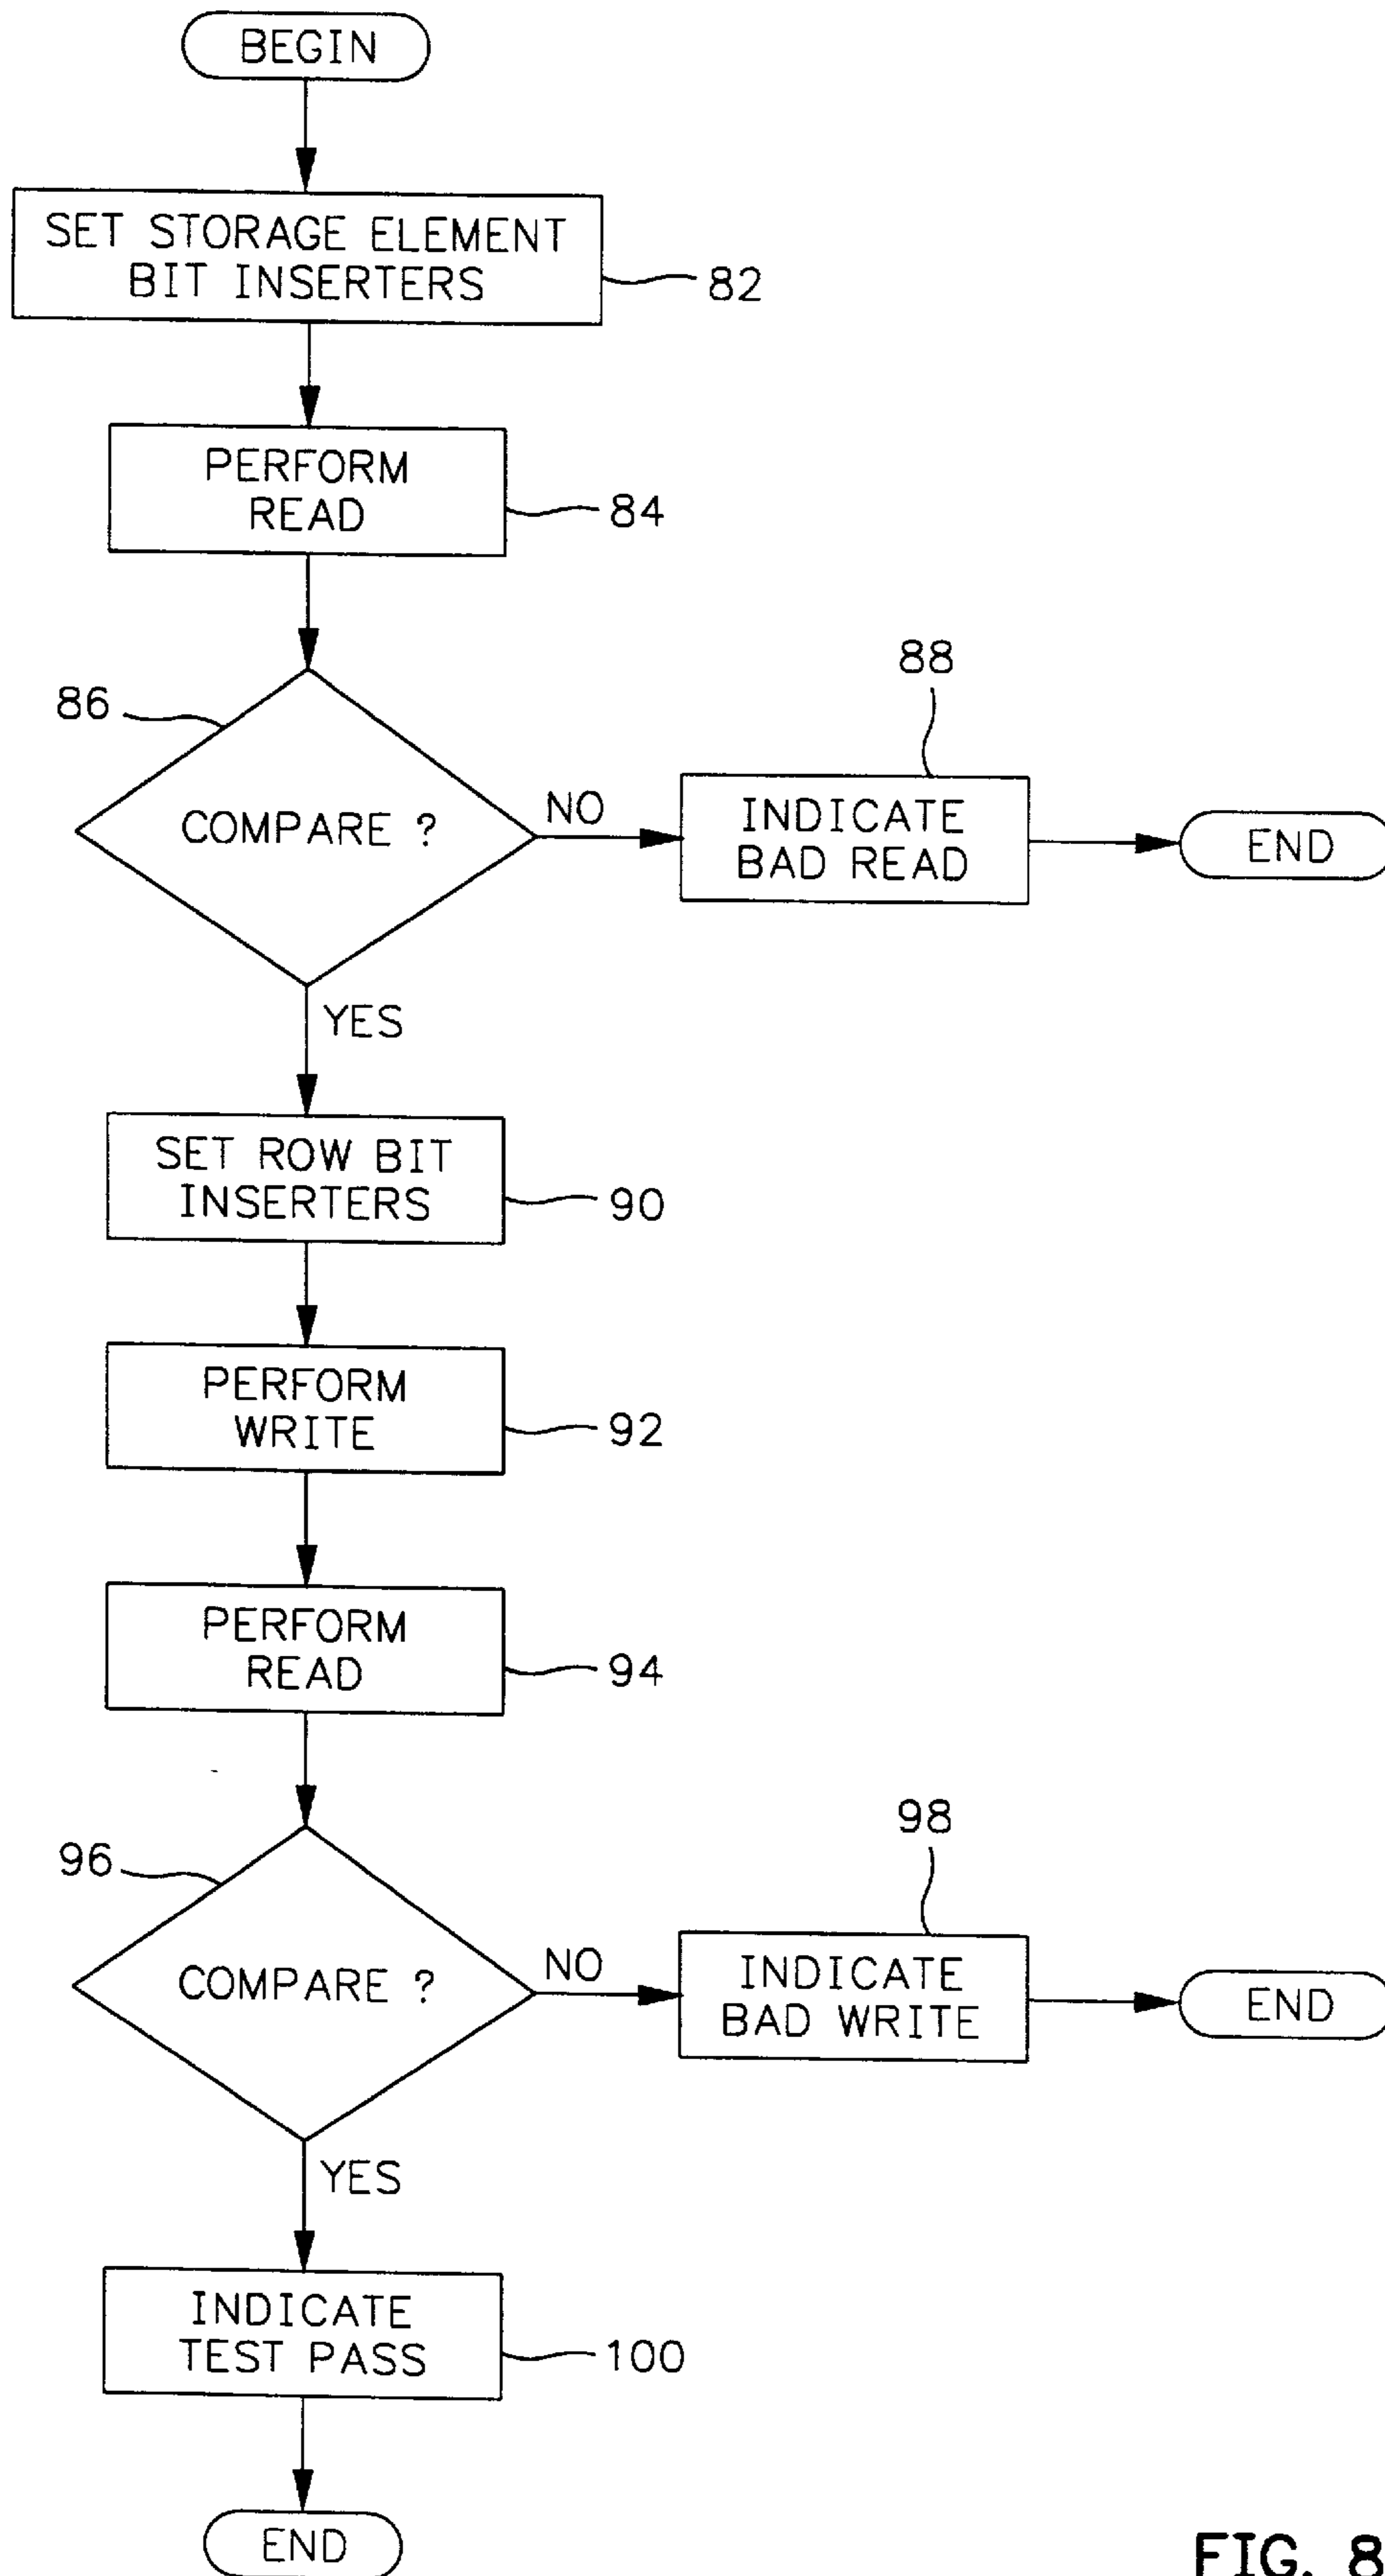 BEGIN
SET STORAGE ELEMENT
BIT INSERTERS
82
PERFORM
READ
84
86
COMPARE ?
NO
88
INDICATE
BAD READ
END
YES
SET ROW BIT
INSERTERS
90
PERFORM
WRITE
92
PERFORM
READ
94
96
COMPARE ?
NO
98
INDICATE
BAD WRITE
END
YES
INDICATE
TEST PASS
100
END
FIG. 8